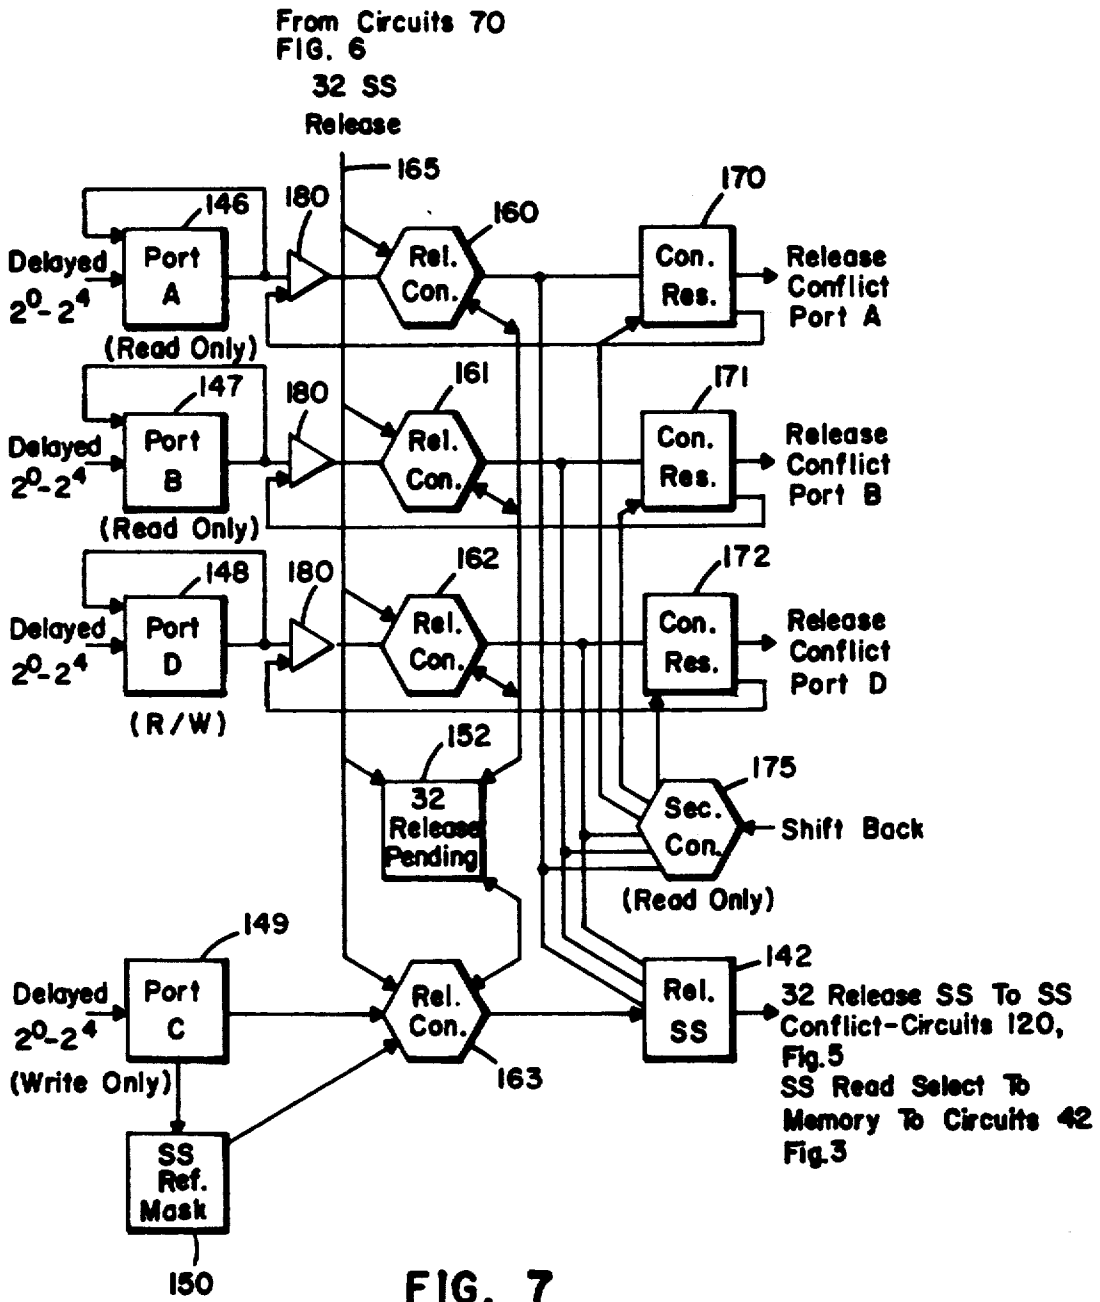 From Circuits 70
FIG. 6
32 SS
Release
165
180
146
160
170
Delayed
2⁰-2⁴
Port
A
(Read Only)
Rel.
Con.
Con.
Res.
Release
Conflict
Port A
147
180
161
171
Delayed
2⁰-2⁴
Port
B
(Read Only)
Rel.
Con.
Con.
Res.
Release
Conflict
Port B
148
180
162
172
Delayed
2⁰-2⁴
Port
D
(R/W)
Rel.
Con.
Con.
Res.
Release
Conflict
Port D
152
32
Release
Pending
175
Sec.
Con.
Shift Back
(Read Only)
149
Delayed
2⁰-2⁴
Port
C
(Write Only)
Rel.
Con.
163
142
Rel.
SS
32 Release SS To SS
Conflict-Circuits 120,
Fig.5
SS Read Select To
Memory To Circuits 42
Fig.3
SS
Ref.
Mask
150
FIG. 7